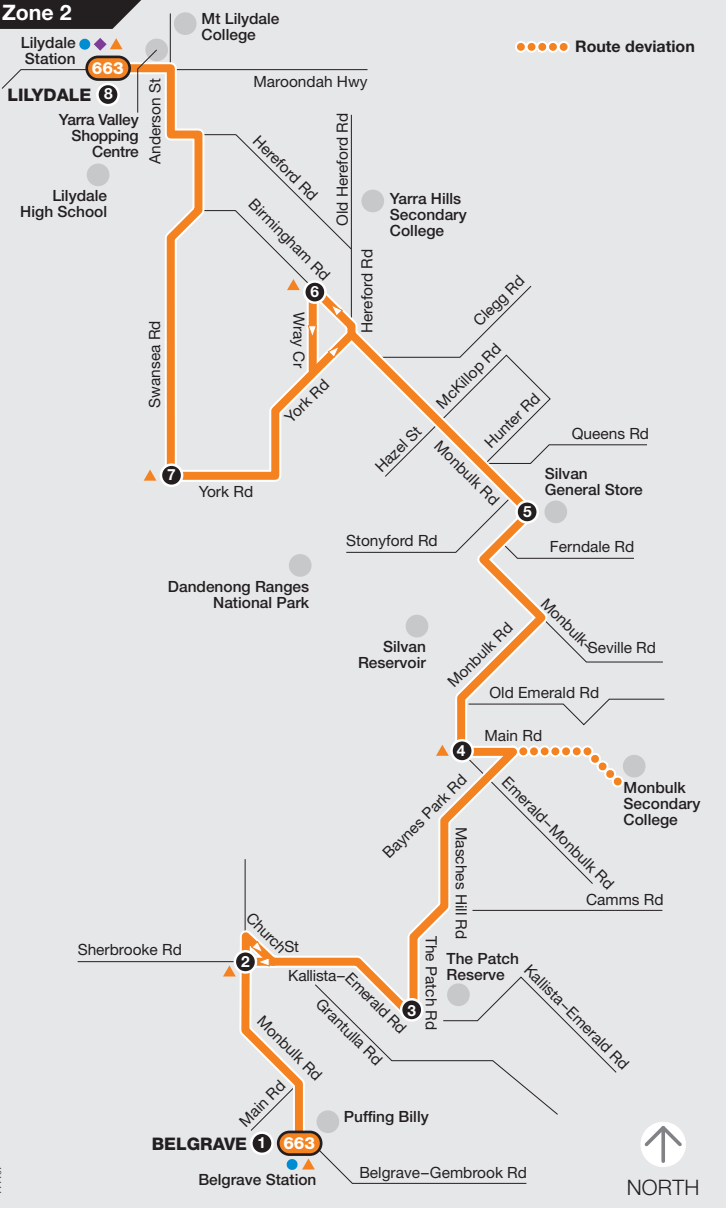 Zone 2
Mt Lilydale
College
Lilydale
Station
663
LILYDALE 8
Route deviation
Maroondah Hwy
Yarra Valley
Shopping
Centre
Anderson St
Lilydale
High School
Hereford Rd
Old Hereford Rd
Yarra Hills
Secondary
College
Birmingham Rd
Hereford Rd
6
Wray Cr
Clegg Rd
Swansea Rd
York Rd
McKillop Rd
Hunter Rd
Hazel St
Queens Rd
Monbulk Rd
7
York Rd
Silvan
General Store
5
Stonyford Rd
Ferndale Rd
Dandenong Ranges
National Park
Silvan
Reservoir
Monbulk-
Seville Rd
Monbulk Rd
Old Emerald Rd
4
Main Rd
Monbulk
Secondary
College
Baynes Park Rd
Emerald–Monbulk Rd
Masches Hill Rd
Camms Rd
Church St
Sherbrooke Rd
2
Kallista–Emerald Rd
The Patch Rd
The Patch
Reserve
3
Kallista–Emerald Rd
Grantulla Rd
Monbulk Rd
Main Rd
Puffing Billy
BELGRAVE 1
663
Belgrave Station
Belgrave–Gembrook Rd
NORTH